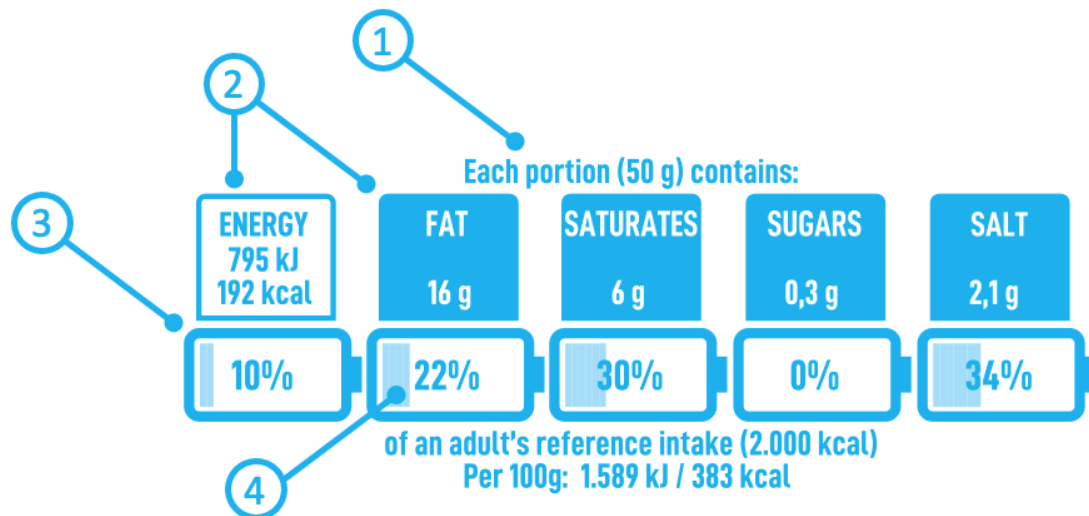 1
2
Each portion (50 g) contains:
3
ENERGY
795 kJ
192 kcal
FAT
16 g
SATURATES
6 g
SUGARS
0,3 g
SALT
2,1 g
10%
22%
30%
0%
34%
of an adult's reference intake (2.000 kcal)
Per 100g: 1.589 kJ / 383 kcal
4